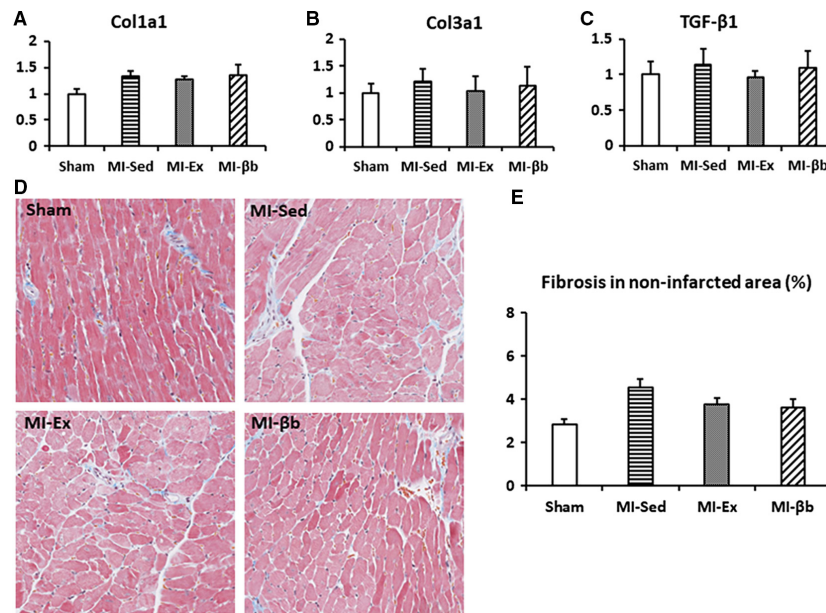 A
Col1a1
2
1.5
1
0.5
0
Sham MI-Sed MI-Ex MI-βb
B
Col3a1
2
1.5
1
0.5
0
Sham MI-Sed MI-Ex MI-βb
C
TGF-β1
1.5
1
0.5
0
Sham MI-Sed MI-Ex MI-βb
D
Sham
MI-Sed
MI-Ex
MI-βb
E
Fibrosis in non-infarcted area (%)
8
6
4
2
0
Sham MI-Sed MI-Ex MI-βb